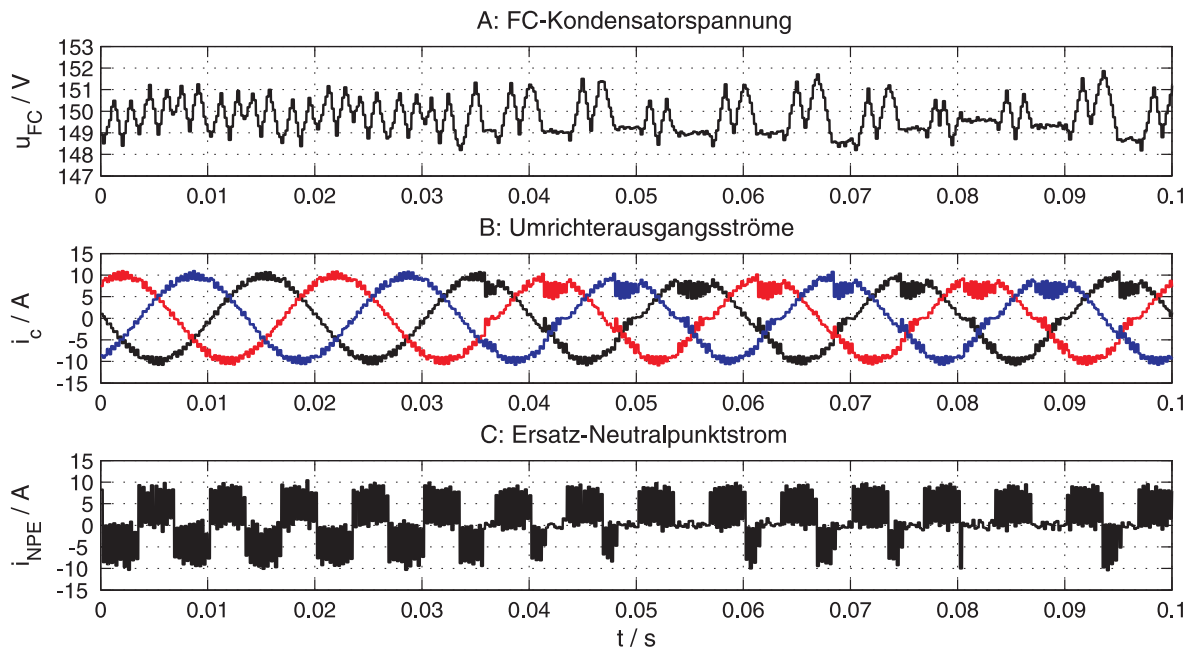 A: FC-Kondensatorspannung
153
152
151
150
149
148
147
u_FC / V
0 0.01 0.02 0.03 0.04 0.05 0.06 0.07 0.08 0.09 0.1
B: Umrichterausgangsströme
15
10
5
0
-5
-10
-15
i_c / A
0 0.01 0.02 0.03 0.04 0.05 0.06 0.07 0.08 0.09 0.1
C: Ersatz-Neutralpunktstrom
15
10
5
0
-5
-10
-15
i_NPE / A
0 0.01 0.02 0.03 0.04 0.05 0.06 0.07 0.08 0.09 0.1
t / s